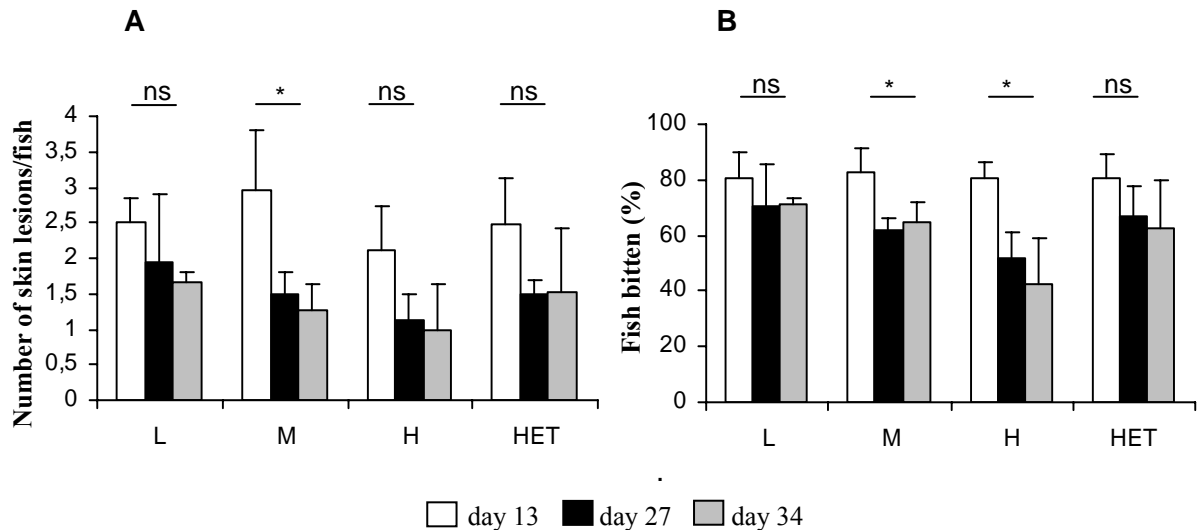 A
B
ns
*
ns
ns
ns
*
*
ns
Number of skin lesions/fish
4
3,5
3
2,5
2
1,5
1
0,5
0
L
M
H
HET
Fish bitten (%)
100
80
60
40
20
0
L
M
H
HET
.
day 13 day 27 day 34